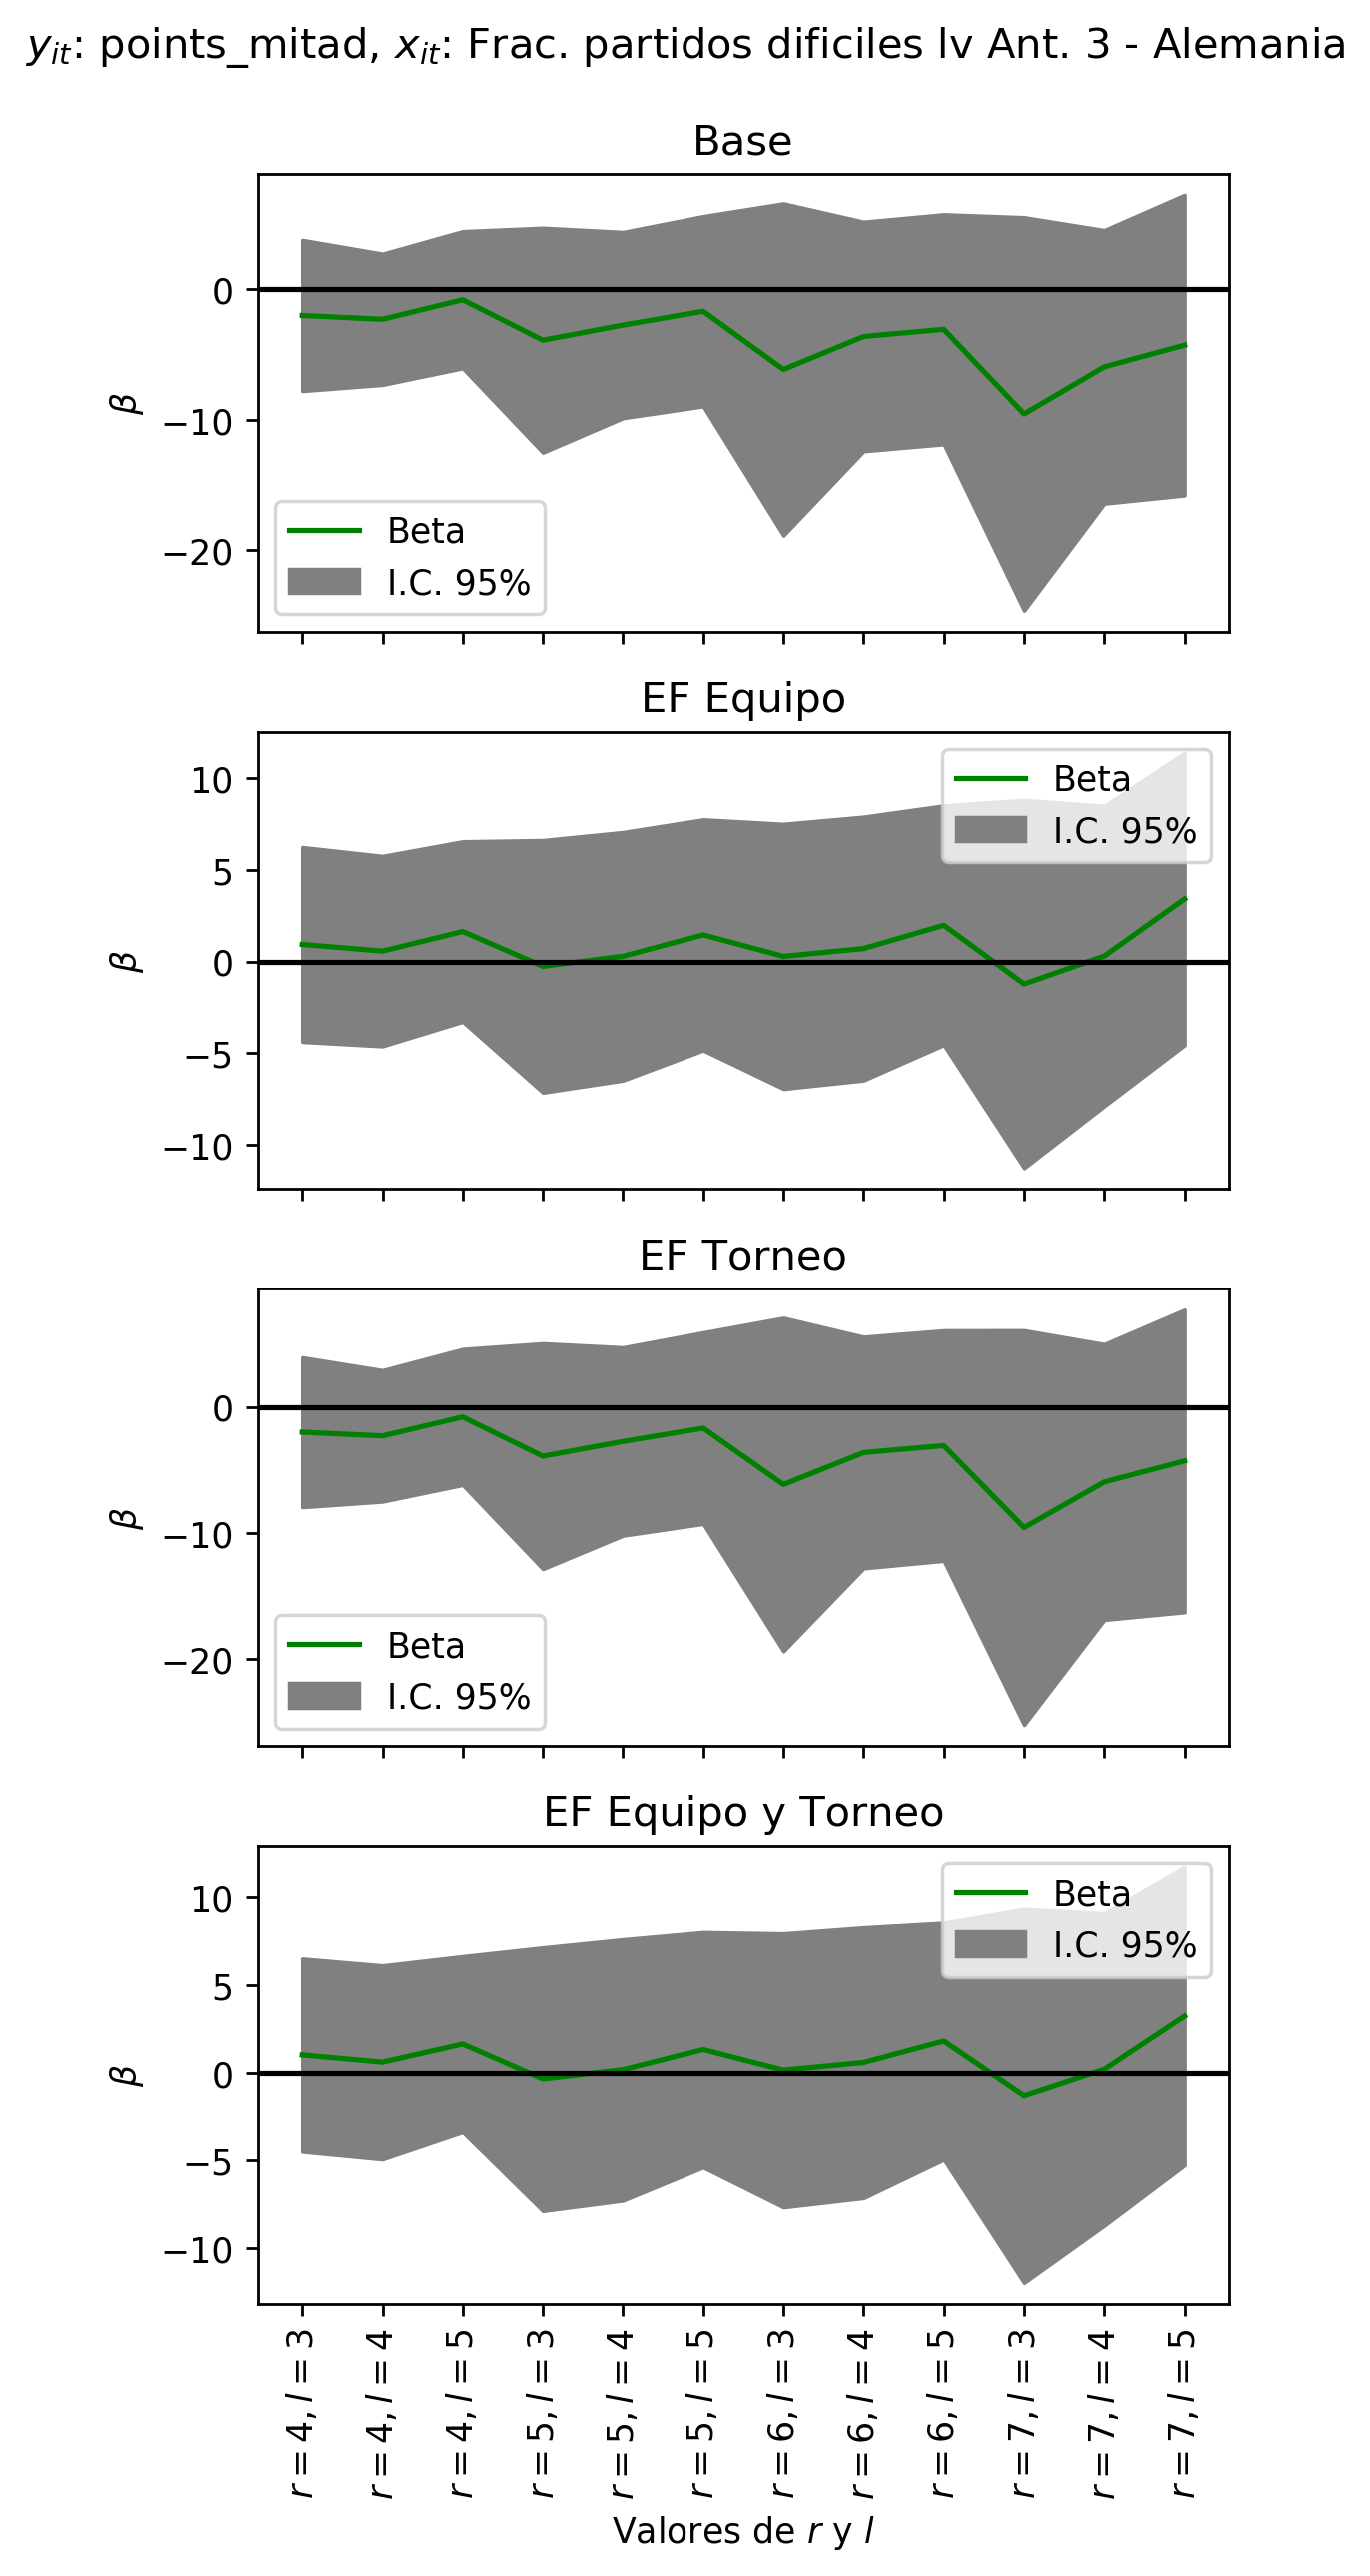 y_it: points_mitad, x_it: Frac. partidos dificiles lv Ant. 3 - Alemania
Base
0
−10
−20
β
Beta
I.C. 95%
EF Equipo
10
5
0
−5
−10
β
Beta
I.C. 95%
EF Torneo
0
−10
−20
β
Beta
I.C. 95%
EF Equipo y Torneo
10
5
0
−5
−10
β
Beta
I.C. 95%
r = 4, l = 3
r = 4, l = 4
r = 4, l = 5
r = 5, l = 3
r = 5, l = 4
r = 5, l = 5
r = 6, l = 3
r = 6, l = 4
r = 6, l = 5
r = 7, l = 3
r = 7, l = 4
r = 7, l = 5
Valores de r y l